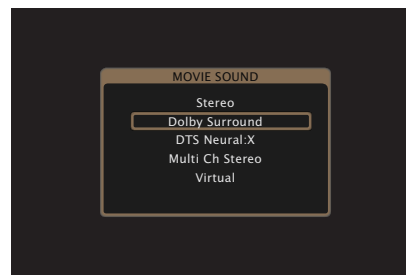 MOVIE SOUND
Stereo
Dolby Surround
DTS Neural:X
Multi Ch Stereo
Virtual